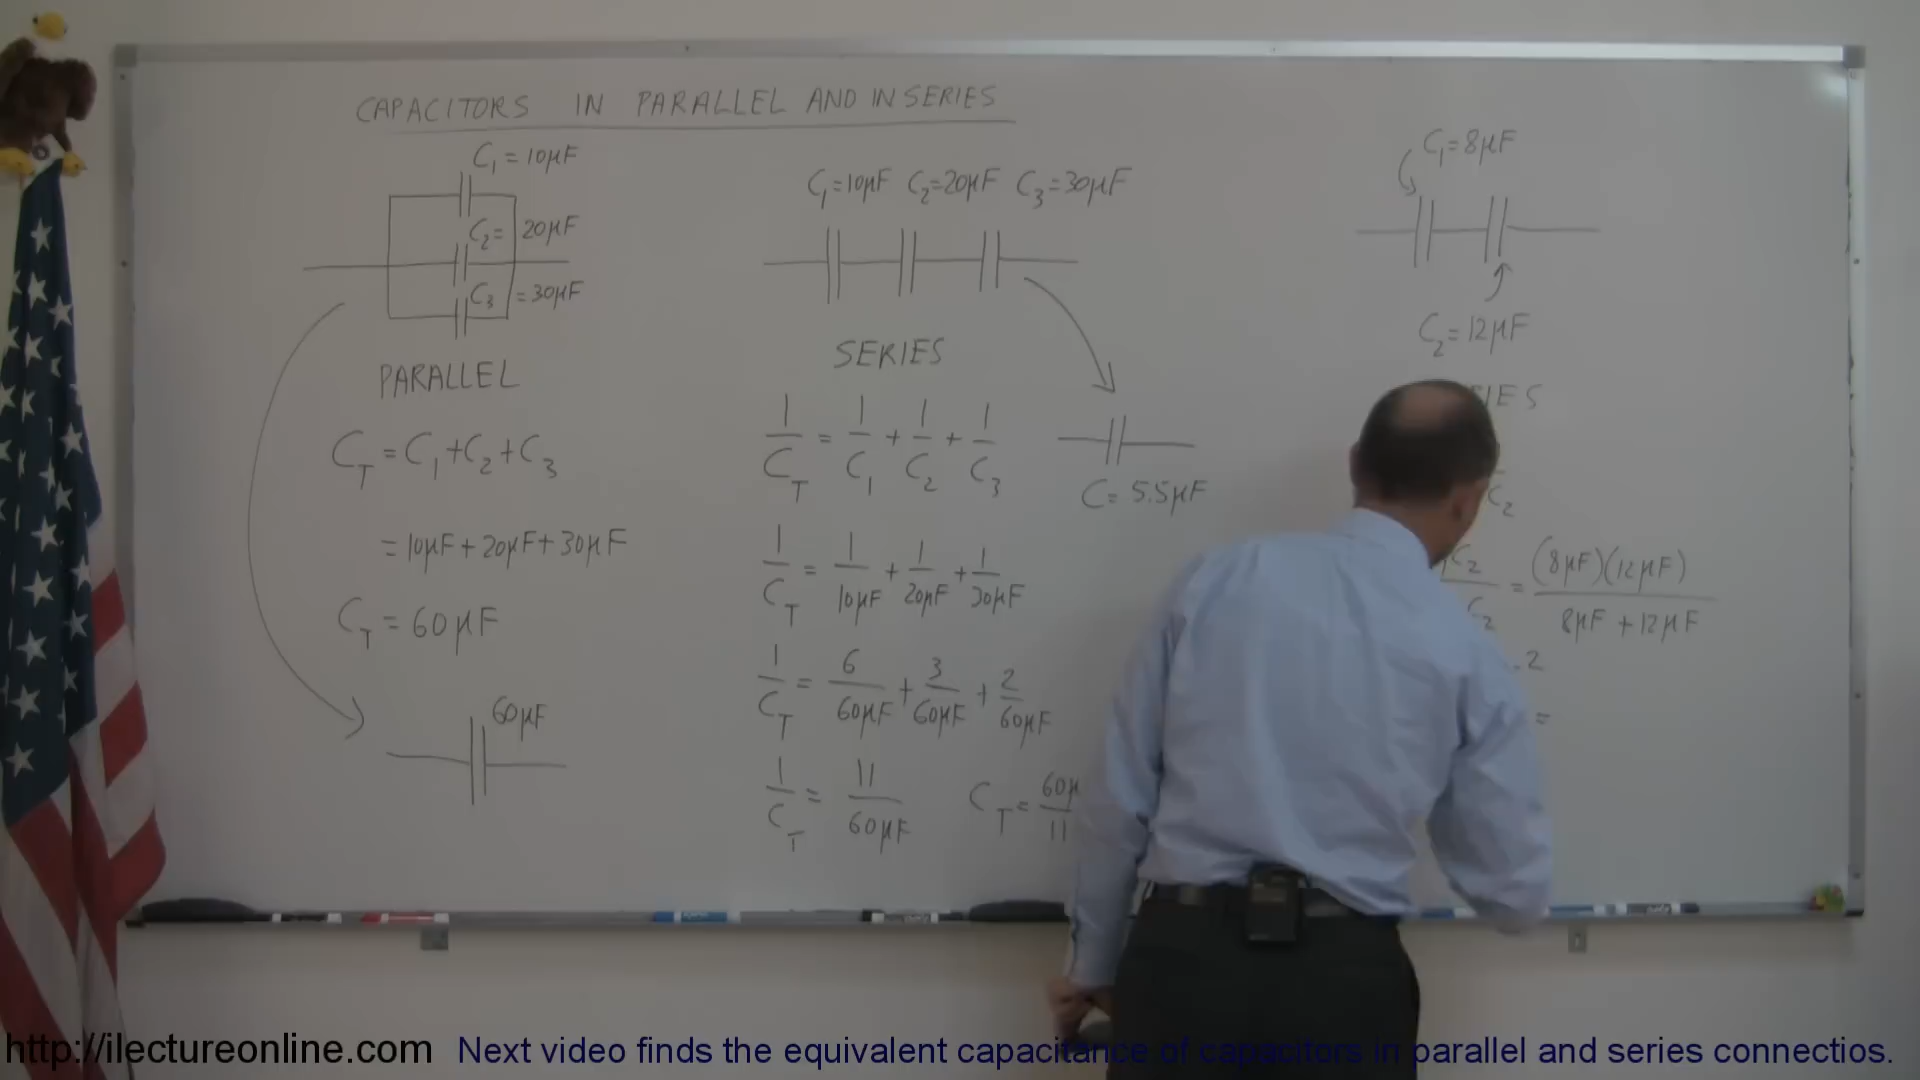 CAPACITORS IN PARALLEL AND IN SERIES
C₁ = 10μF
C₂ = 20μF
C₃ = 30μF
PARALLEL
C_T = C₁ + C₂ + C₃
= 10μF + 20μF + 30μF
C_T = 60μF
60μF
C₁=10μF C₂=20μF C₃=30μF
SERIES
1/C_T = 1/C₁ + 1/C₂ + 1/C₃
C = 5.5μF
1/C_T = 1/10μF + 1/20μF + 1/30μF
1/C_T = 6/60μF + 3/60μF + 2/60μF
1/C_T = 11/60μF
C_T = 60μ/11
C₁=8μF
C₂=12μF
IES
C₂
C₂/C₂ = (8μF)(12μF)/8μF + 12μF
.2
=
http://ilectureonline.com Next video finds the equivalent capacitance of capacitors in parallel and series connectios.